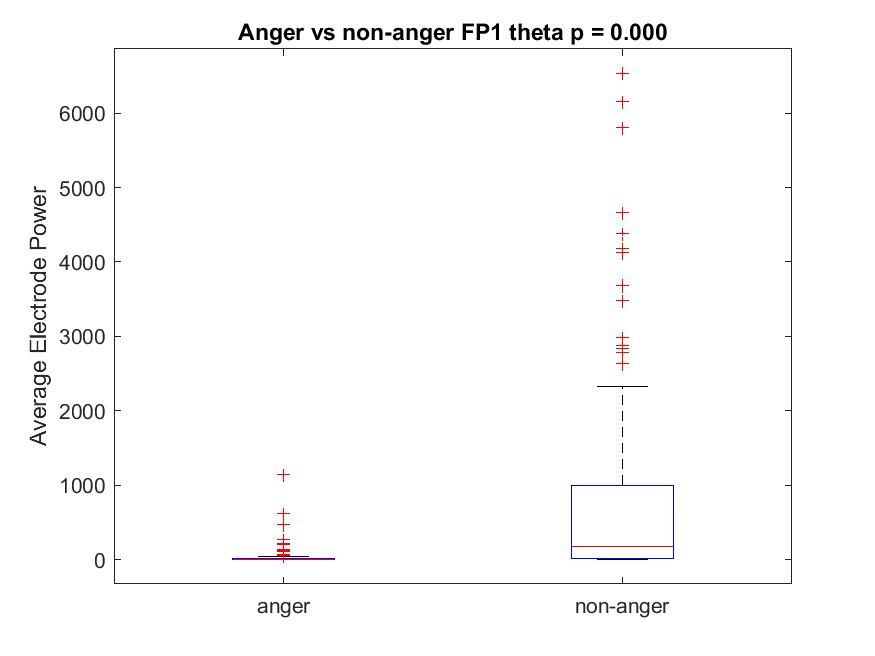 Anger vs non-anger FP1 theta p = 0.000
Average Electrode Power
6000
5000
4000
3000
2000
1000
0
anger
non-anger